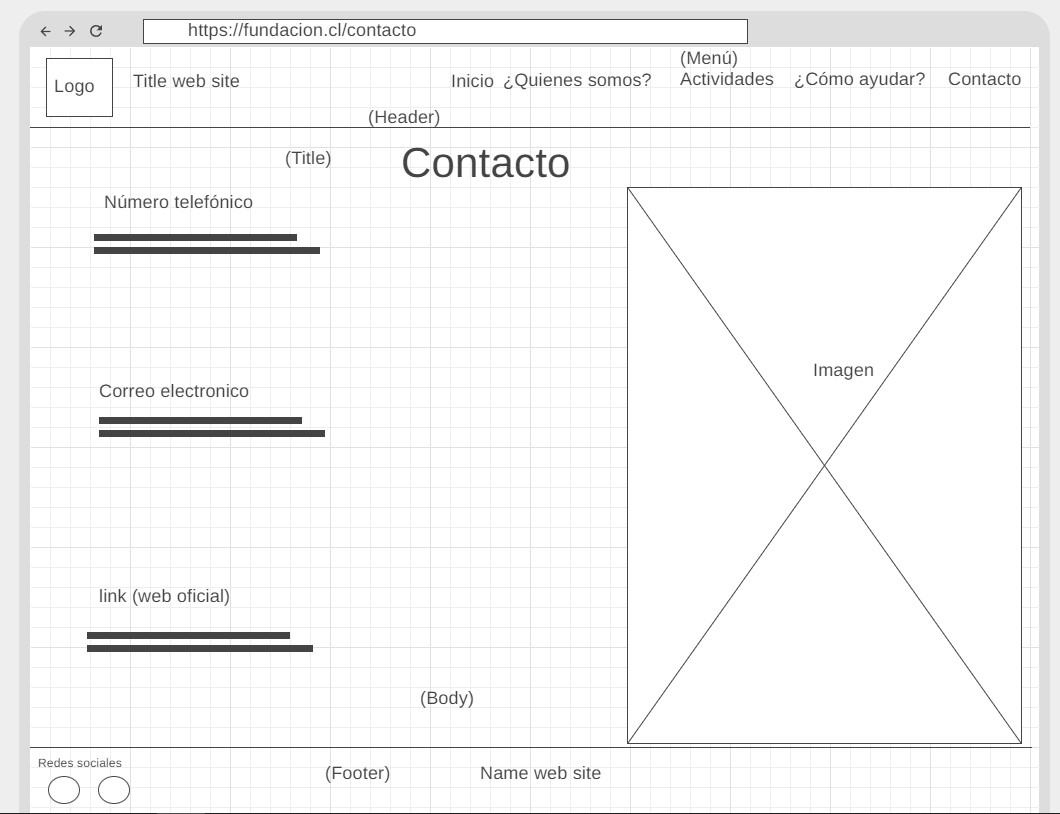 https://fundacion.cl/contacto
(Menú)
Logo
Title web site
Inicio ¿Quienes somos? Actividades ¿Cómo ayudar? Contacto
(Header)
(Title)
Contacto
Número telefónico
Imagen
Correo electronico
link (web oficial)
(Body)
Redes sociales
(Footer)
Name web site